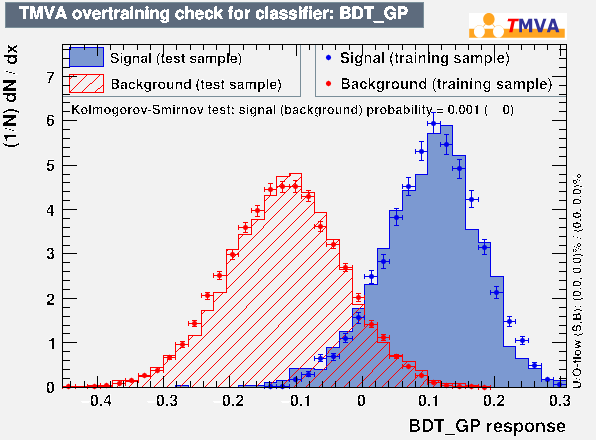 TMVA overtraining check for classifier: BDT_GP
TMVA
Signal (test sample)
Background (test sample)
Signal (training sample)
Background (training sample)
Kolmogorov-Smirnov test: signal (background) probability = 0.001 ( 0)
(1/N) dN / dx
7
6
5
4
3
2
1
0
-0.4 -0.3 -0.2 -0.1 0 0.1 0.2 0.3
BDT_GP response
U/O-flow (S,B): (0.0, 0.0)% / (0.0, 0.0)%